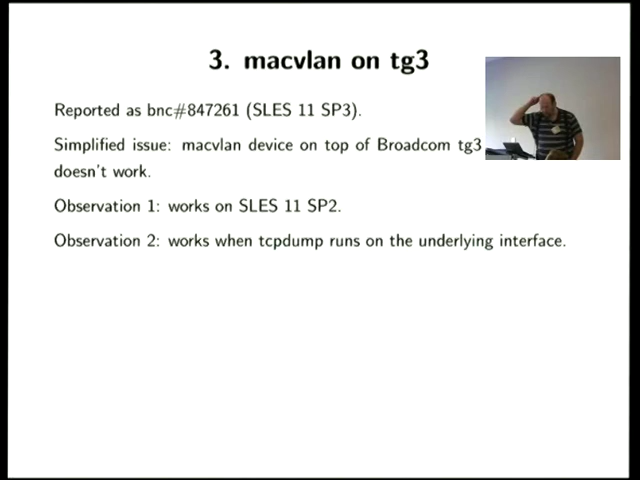 3. macvlan on tg3
Reported as bnc#847261 (SLES 11 SP3).
Simplified issue: macvlan device on top of Broadcom tg3
doesn't work.
Observation 1: works on SLES 11 SP2.
Observation 2: works when tcpdump runs on the underlying interface.